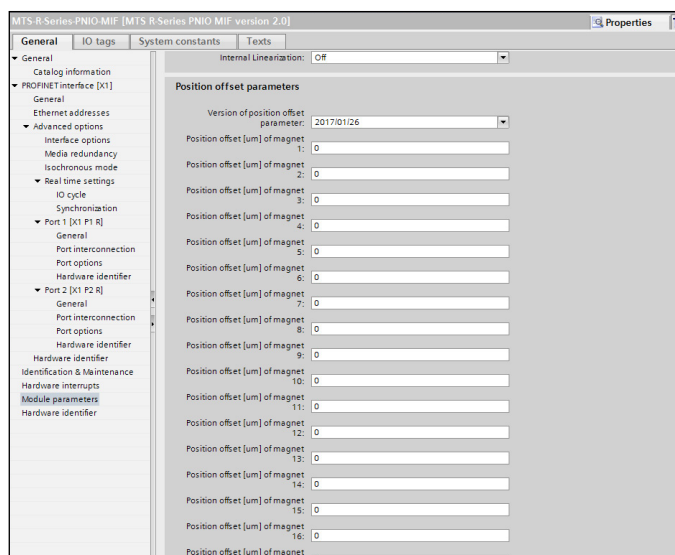 MTS-R-Series-PNIO-MIF [MTS R-Series PNIO MIF version 2.0]
Properties
General
IO tags
System constants
Texts
General
Catalog information
PROFINET interface [X1]
General
Ethernet addresses
Advanced options
Interface options
Media redundancy
Isochronous mode
Real time settings
IO cycle
Synchronization
Port 1 [X1 P1 R]
General
Port interconnection
Port options
Hardware identifier
Port 2 [X1 P2 R]
General
Port interconnection
Port options
Hardware identifier
Hardware identifier
Identification & Maintenance
Hardware interrupts
Module parameters
Hardware identifier
Internal Linearization: Off
Position offset parameters
Version of position offset
parameter: 2017/01/26
Position offset [um] of magnet
1: 0
Position offset [um] of magnet
2: 0
Position offset [um] of magnet
3: 0
Position offset [um] of magnet
4: 0
Position offset [um] of magnet
5: 0
Position offset [um] of magnet
6: 0
Position offset [um] of magnet
7: 0
Position offset [um] of magnet
8: 0
Position offset [um] of magnet
9: 0
Position offset [um] of magnet
10: 0
Position offset [um] of magnet
11: 0
Position offset [um] of magnet
12: 0
Position offset [um] of magnet
13: 0
Position offset [um] of magnet
14: 0
Position offset [um] of magnet
15: 0
Position offset [um] of magnet
16: 0
Position offset [um] of magnet